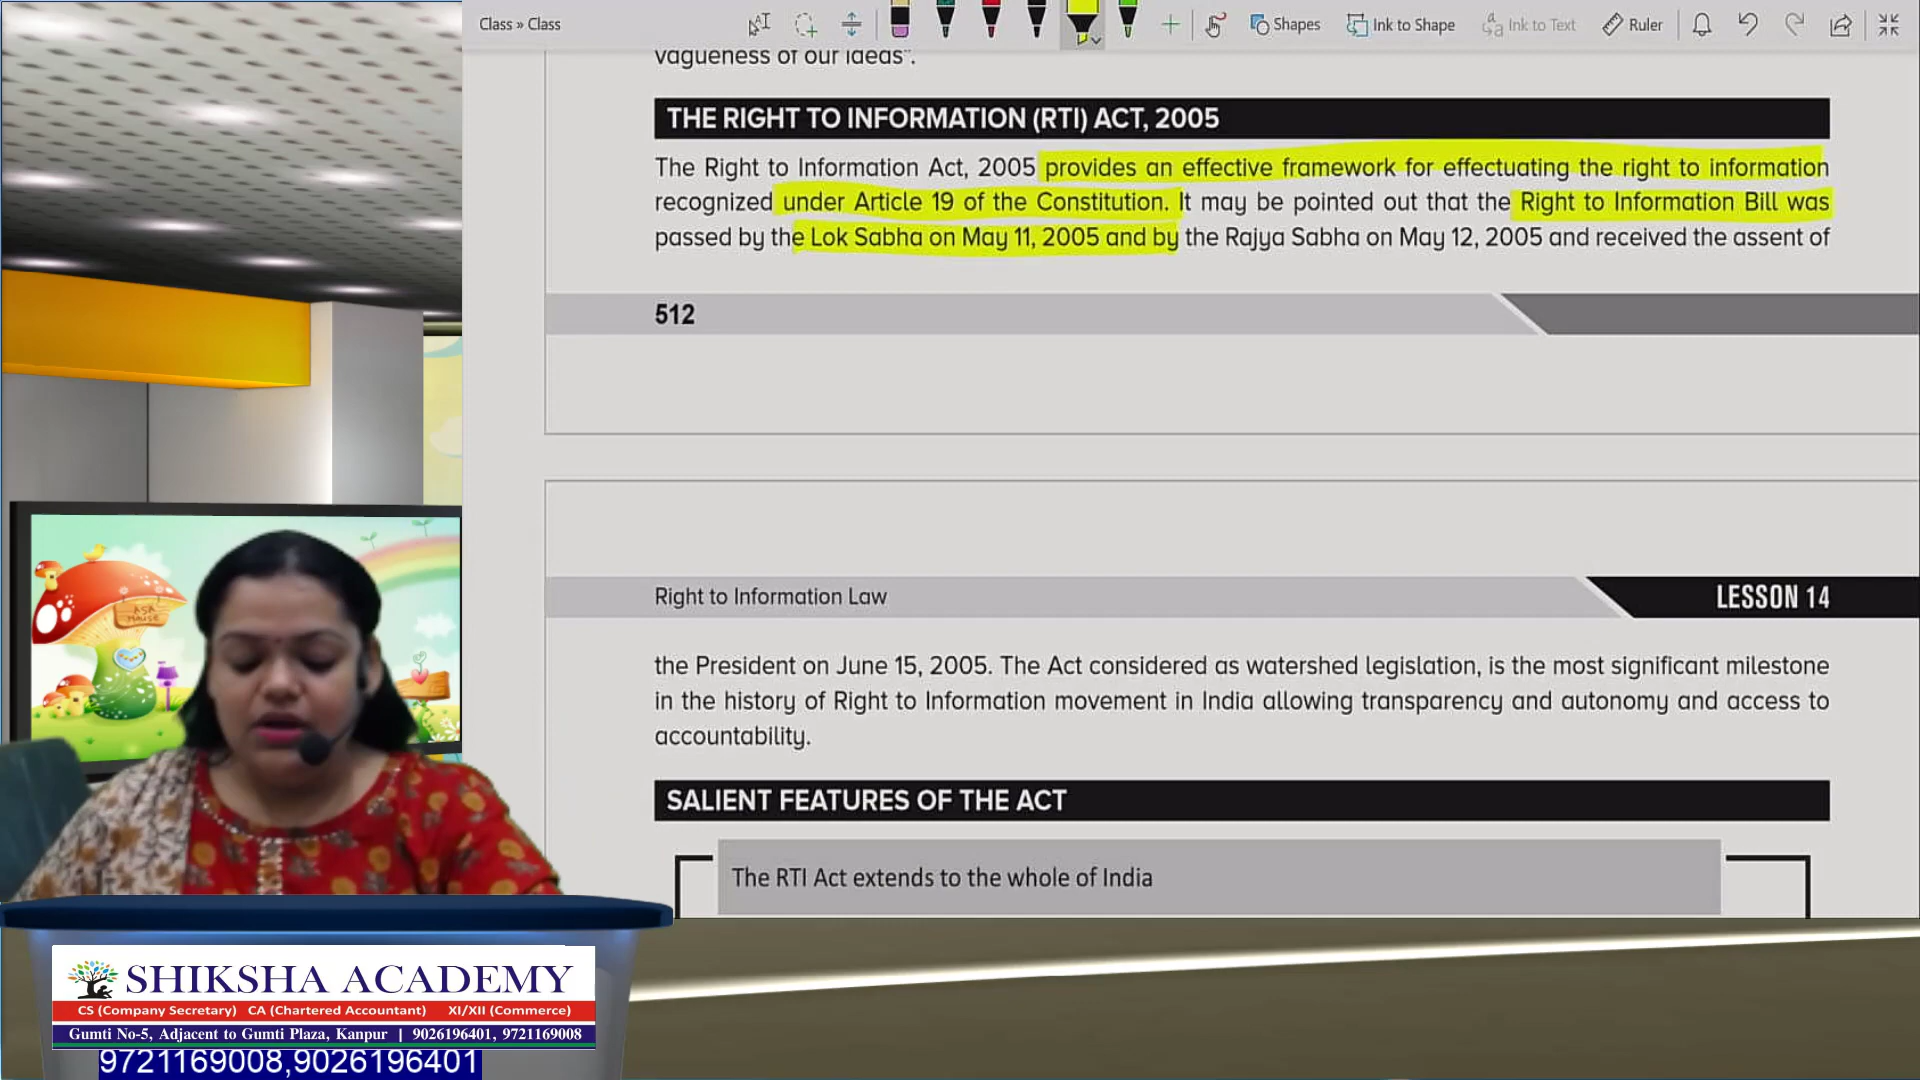 Class » Class
Shapes
Ink to Shape
Ink to Text
Ruler
vagueness of our ideas”.
THE RIGHT TO INFORMATION (RTI) ACT, 2005
The Right to Information Act, 2005 provides an effective framework for effectuating the right to information
recognized under Article 19 of the Constitution. It may be pointed out that the Right to Information Bill was
passed by the Lok Sabha on May 11, 2005 and by the Rajya Sabha on May 12, 2005 and received the assent of
512
Right to Information Law
LESSON 14
the President on June 15, 2005. The Act considered as watershed legislation, is the most significant milestone
in the history of Right to Information movement in India allowing transparency and autonomy and access to
accountability.
SALIENT FEATURES OF THE ACT
The RTI Act extends to the whole of India
SHIKSHA ACADEMY
CS (Company Secretary) CA (Chartered Accountant) XI/XII (Commerce)
Gumti No-5, Adjacent to Gumti Plaza, Kanpur | 9026196401, 9721169008
9721169008,9026196401